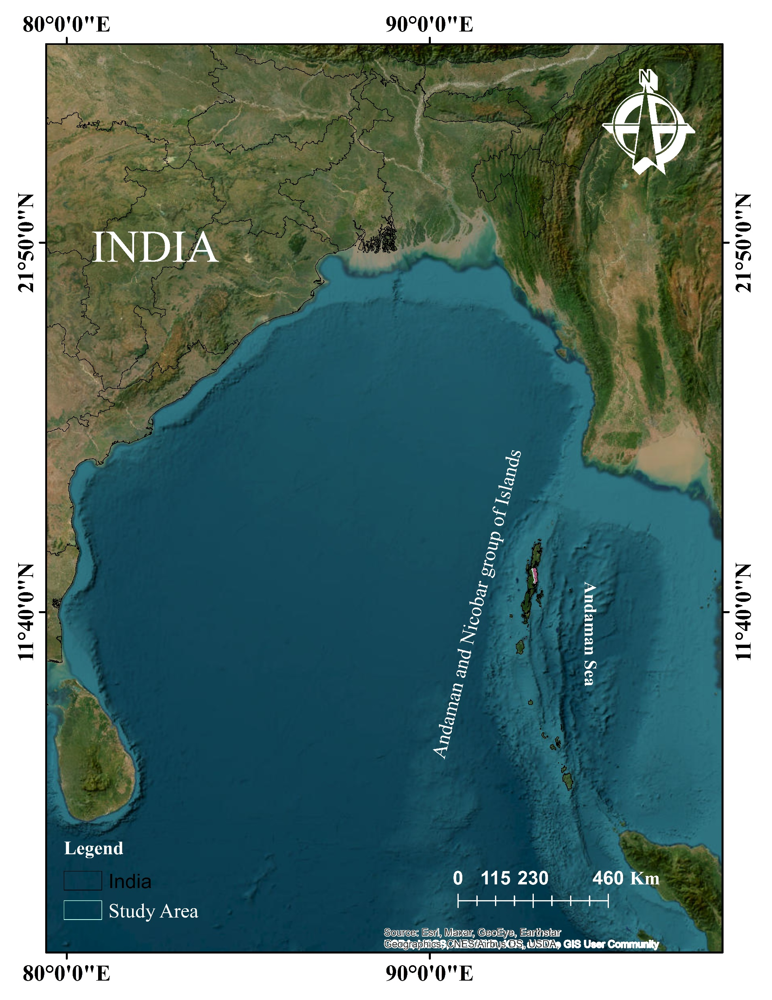 80°0'0"E
90°0'0"E
N
21°50'0"N
21°50'0"N
INDIA
Andaman and Nicobar group of Islands
11°40'0"N
Andaman Sea
11°40'0"N
Legend
India
Study Area
0 115 230 460 Km
Source: Esri, Maxar, GeoEye, Earthstar
Geographics, CNES/Airbus DS, USDA, GIS User Community
80°0'0"E
90°0'0"E